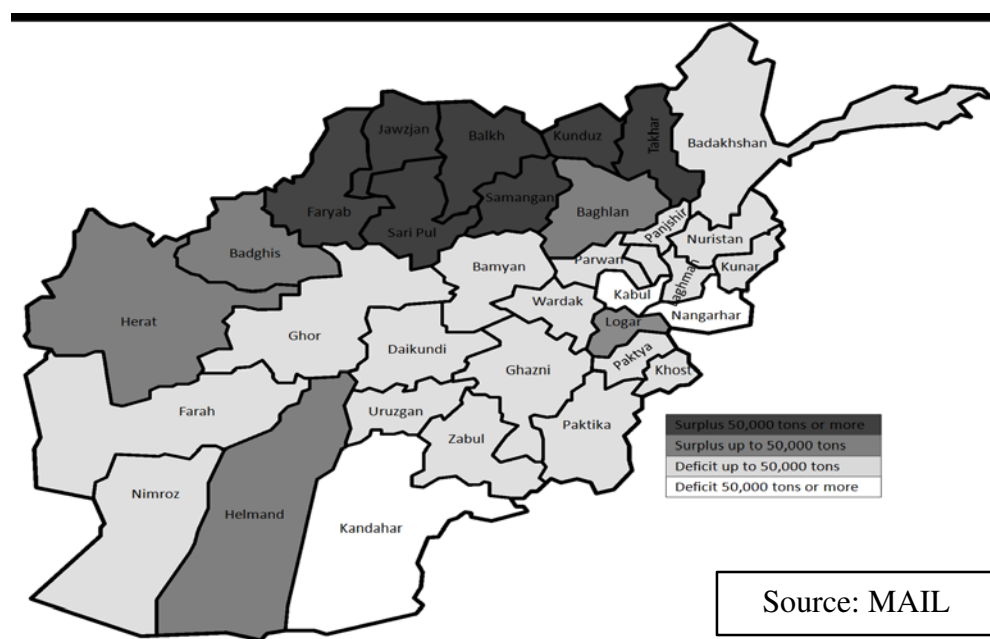 Jawzjan
Balkh
Kunduz
Takhar
Badakhshan
Faryab
Sari Pul
Samangan
Baghlan
Panjshir
Nuristan
Badghis
Bamyan
Parwan
Laghman
Kunar
Herat
Ghor
Wardak
Kabul
Nangarhar
Logar
Daikundi
Ghazni
Paktya
Khost
Farah
Uruzgan
Zabul
Paktika
Nimroz
Helmand
Kandahar
Surplus 50,000 tons or more
Surplus up to 50,000 tons
Deficit up to 50,000 tons
Deficit 50,000 tons or more
Source: MAIL